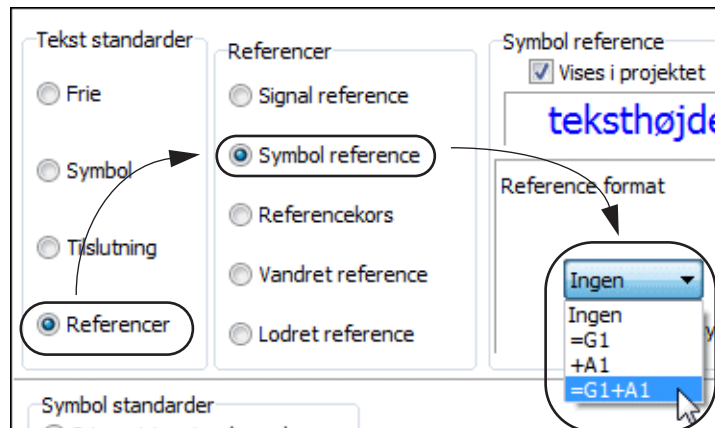 Tekst standarder
Frie
Symbol
Tilslutning
Referencer
Referencer
Signal reference
Symbol reference
Referencekors
Vandret reference
Lodret reference
Symbol reference
Vises i projektet
Reference format
Ingen
Ingen
=G1
+A1
=G1+A1
Symbol standarder